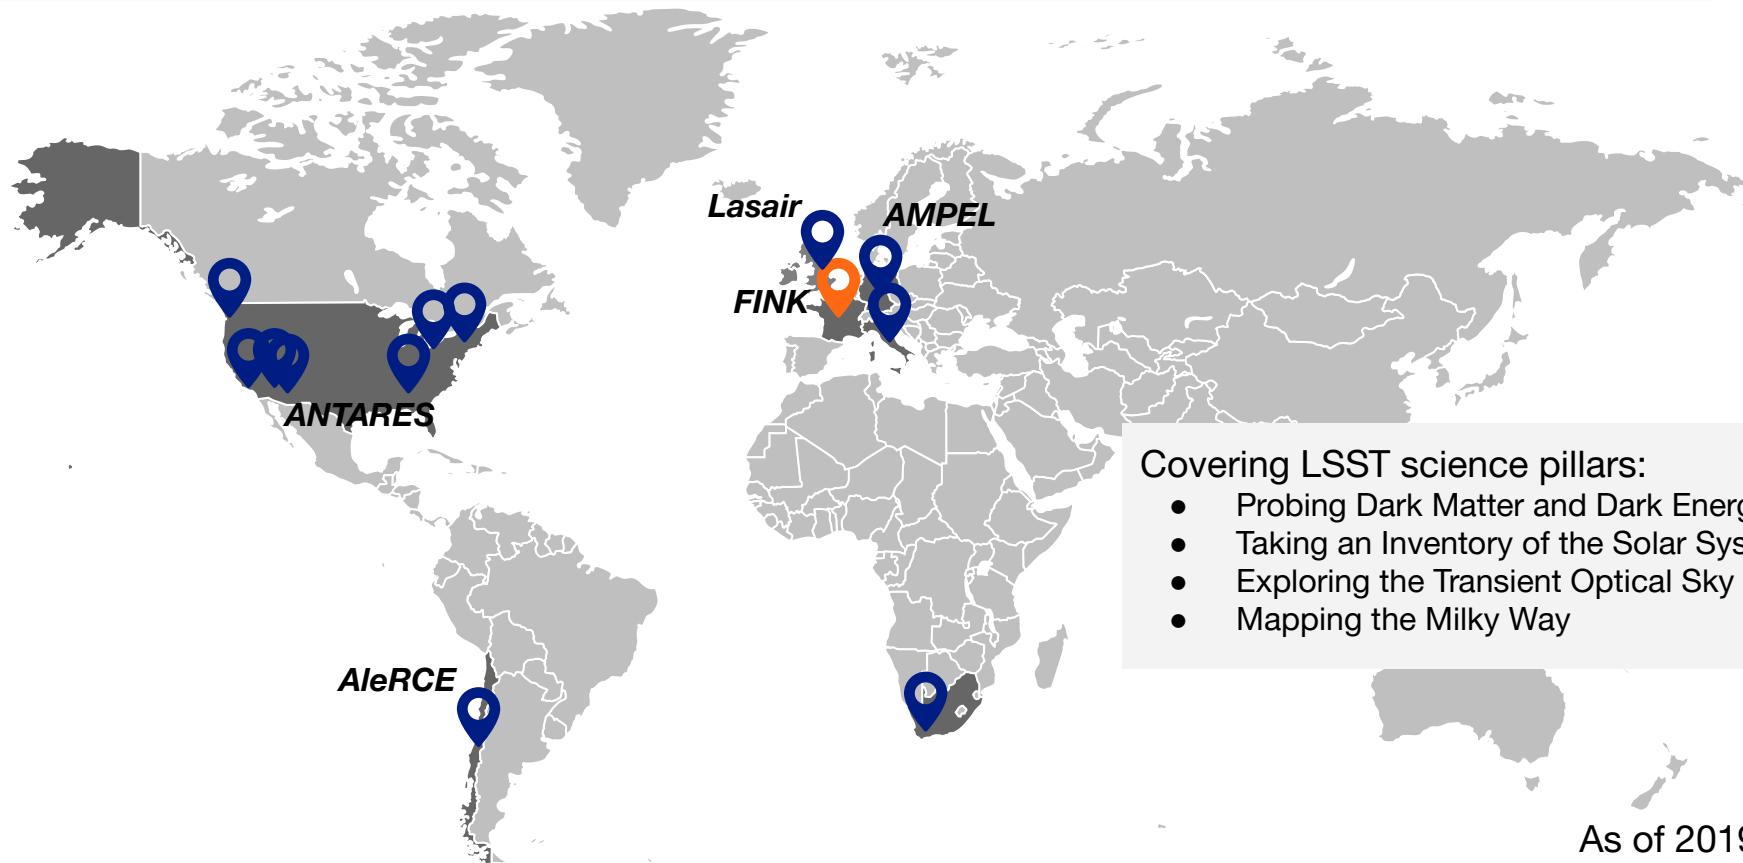 Lasair
AMPEL
FINK
ANTARES
AleRCE
Covering LSST science pillars:
● Probing Dark Matter and Dark Energ
● Taking an Inventory of the Solar Sys
● Exploring the Transient Optical Sky
● Mapping the Milky Way
As of 2019